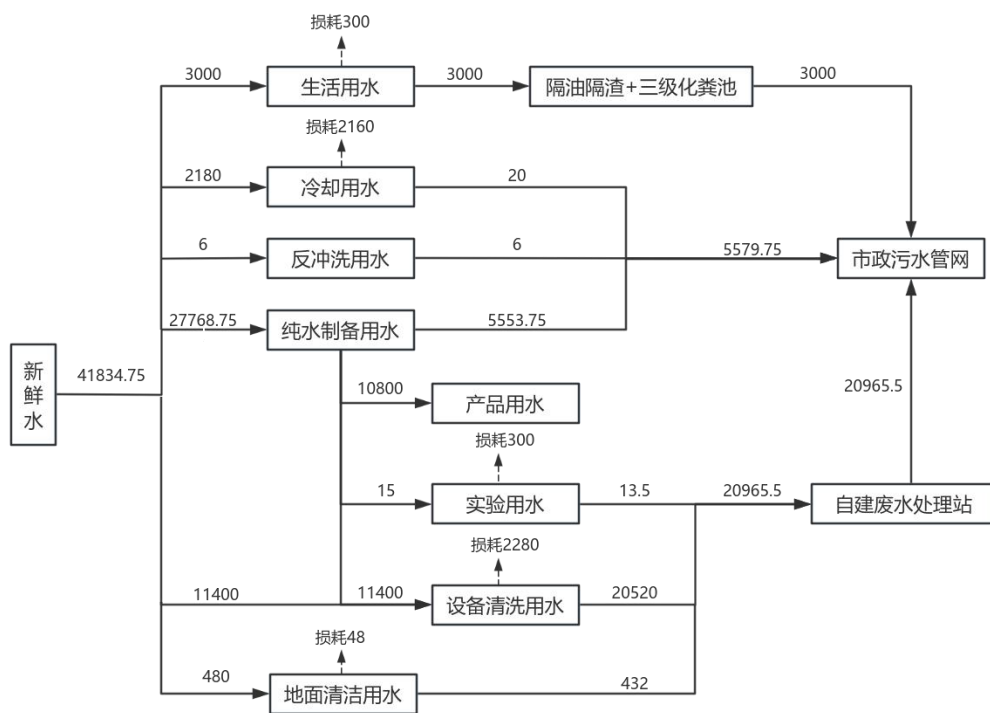 损耗300
3000
生活用水
3000
隔油隔渣+三级化粪池
3000
损耗2160
2180
冷却用水
20
6
反冲洗用水
6
5579.75
市政污水管网
27768.75
纯水制备用水
5553.75
新鲜水
41834.75
10800
产品用水
20965.5
损耗300
15
实验用水
13.5
20965.5
自建废水处理站
损耗2280
11400
11400
设备清洗用水
20520
损耗48
480
地面清洁用水
432